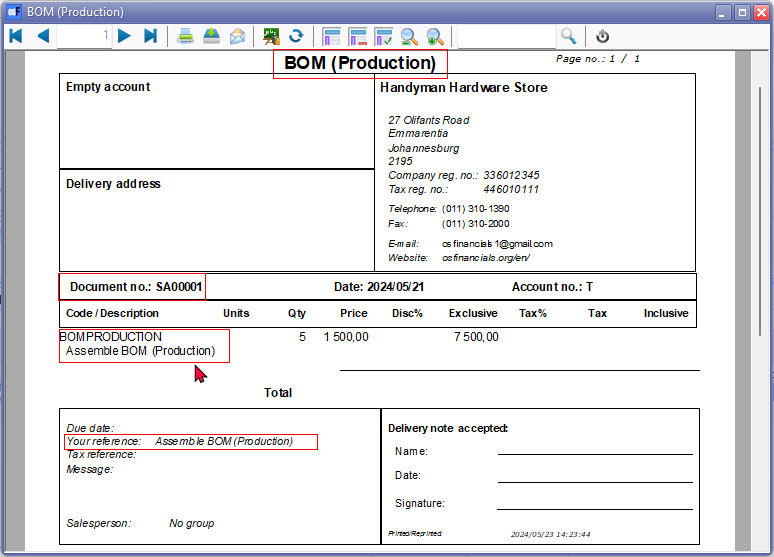 BOM (Production)
1
BOM (Production)
Page no.: 1 / 1
Empty account
Handyman Hardware Store
27 Olifants Road
Emmarentia
Johannesburg
2195
Company reg. no.: 336012345
Tax reg. no.: 446010111
Telephone: (011) 310-1390
Fax: (011) 310-2000
E-mail: osfinancials1@gmail.com
Website: osfinancials.org/en/
Delivery address
Document no.: SA00001 Date: 2024/05/21 Account no.: T
Code / Description Units Qty Price Disc% Exclusive Tax% Tax Inclusive
BOMPRODUCTION 5 1 500,00 7 500,00
Assemble BOM (Production)
Total
Due date:
Your reference: Assemble BOM (Production)
Tax reference:
Message:
Salesperson: No group
Delivery note accepted:
Name:
Date:
Signature:
Printed/Reprinted: 2024/05/23 14:23:44